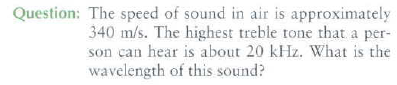 Question: The speed of sound in air is approximately
340 m/s. The highest treble tone that a per-
son can hear is about 20 kHz. What is the
wavelength of this sound?